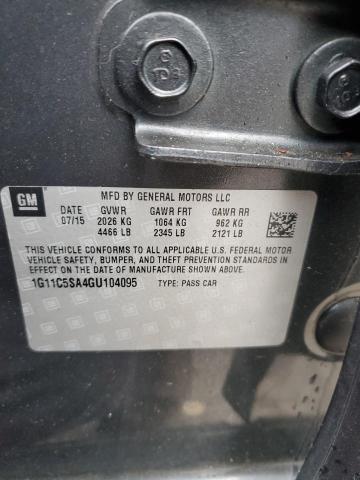 GM
MFD BY GENERAL MOTORS LLC
DATE GVWR GAWR FRT GAWR RR
07/15 2026 KG 1064 KG 962 KG
4466 LB 2345 LB 2121 LB
THIS VEHICLE CONFORMS TO ALL APPLICABLE U.S. FEDERAL MOTOR
VEHICLE SAFETY, BUMPER, AND THEFT PREVENTION STANDARDS IN
EFFECT ON THE DATE OF MANUFACTURE SHOWN ABOVE.
1G11C5SA4GU104095 TYPE: PASS CAR